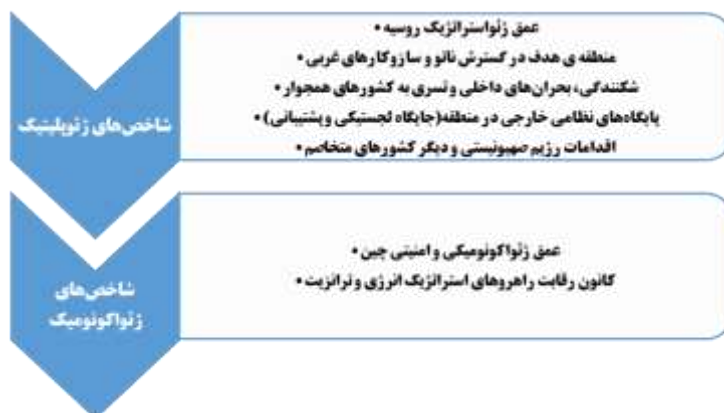 شاخص‌های ژئوپلیتیک
عمق ژئواستراتژیک روسیه •
منطقه ی هدف در گسترش ناتو و سازوکارهای غربی •
شکنندگی، بحران‌های داخلی و تسری به کشورهای همجوار •
پایگاه‌های نظامی خارجی در منطقه(جایگاه لجستیکی و پشتیبانی) •
اقدامات رژیم صهیونیستی و دیگر کشورهای متخاصم •
شاخص‌های
ژئواکونومیک
عمق ژئواکونومیکی و امنیتی چین •
کانون رقابت راهروهای استراتژیک انرژی و ترانزیت •